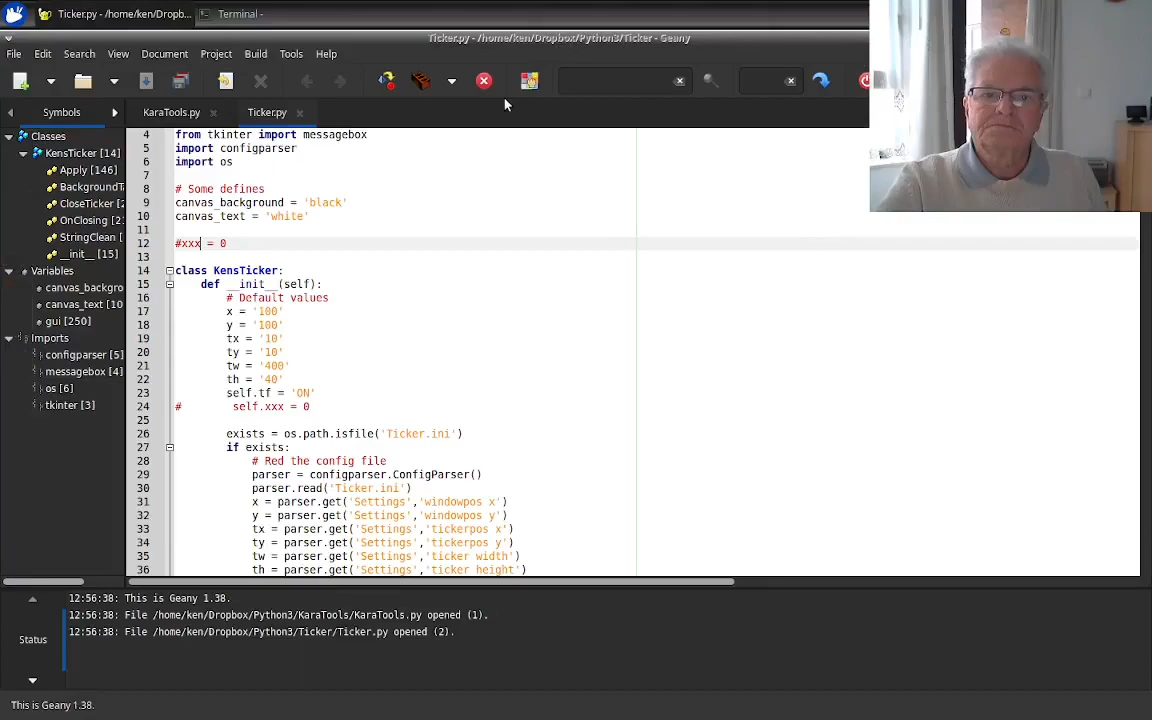 Ticker.py - /home/ken/Dropb...
Terminal -
Ticker.py - /home/ken/Dropbox/Python3/Ticker - Geany
File Edit Search View Document Project Build Tools Help
Symbols
KaraTools.py
Ticker.py
Classes
KensTicker [14]
Apply [146]
CloseTicker [
OnClosing [
StringClean [
__init__ [15]
Variables
canvas_backgro
canvas_text [10
gui [250]
Imports
configparser [5]
messagebox [4]
os [6]
tkinter [3]
4 from tkinter import messagebox
5 import configparser
6 import os
7
8 # Some defines
9 canvas_background = 'black'
10 canvas_text = 'white'
11
12 #xxx = 0
13
14 class KensTicker:
15 def __init__(self):
16 # Default values
17 x = '100'
18 y = '100'
19 tx = '10'
20 ty = '10'
21 tw = '400'
22 th = '40'
23 self.tf = 'ON'
24 # self.xxx = 0
25
26 exists = os.path.isfile('Ticker.ini')
27 if exists:
28 # Red the config file
29 parser = configparser.ConfigParser()
30 parser.read('Ticker.ini')
31 x = parser.get('Settings','windowpos x')
32 y = parser.get('Settings','windowpos y')
33 tx = parser.get('Settings','tickerpos x')
34 ty = parser.get('Settings','tickerpos y')
35 tw = parser.get('Settings','ticker width')
36 th = parser.get('Settings','ticker height')
Status
12:56:38: This is Geany 1.38.
12:56:38: File /home/ken/Dropbox/Python3/KaraTools/KaraTools.py opened (1).
12:56:38: File /home/ken/Dropbox/Python3/Ticker/Ticker.py opened (2).
This is Geany 1.38.